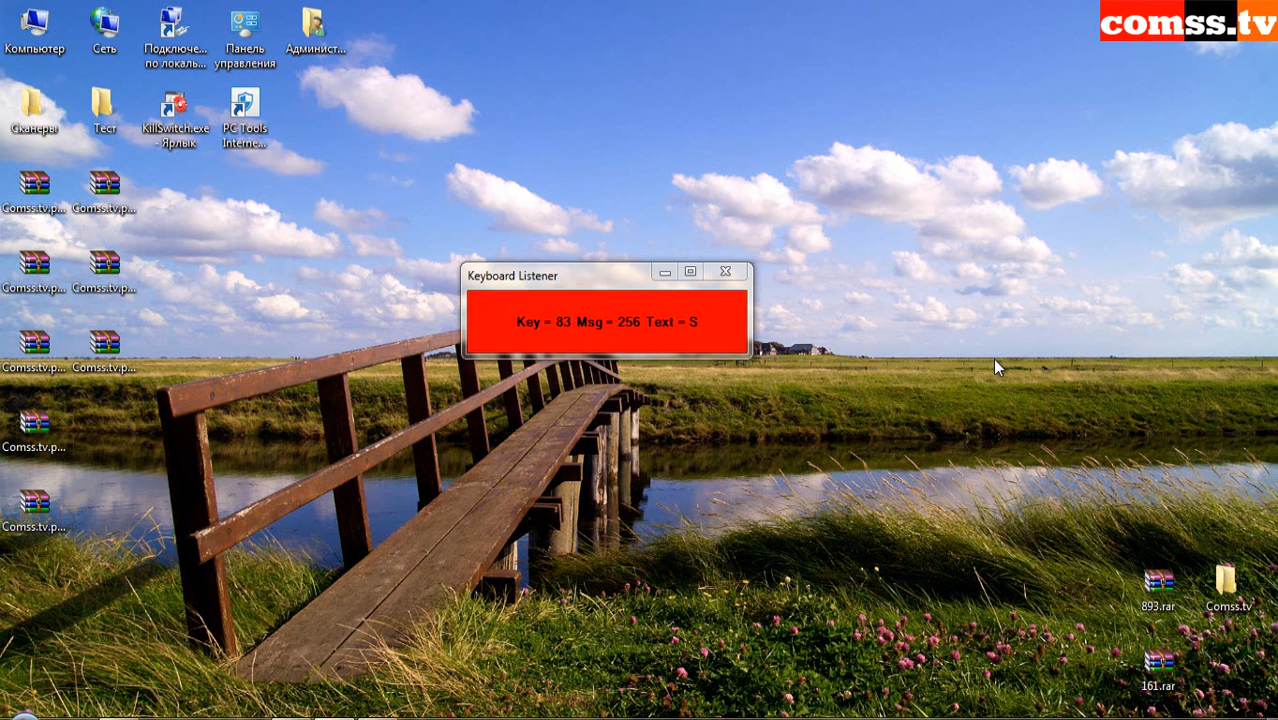 comss.tv
Компьютер
Сеть
Подключе...
по локаль...
Панель
управления
Админист...
Сканеры
Тест
KillSwitch.exe
- Ярлык
PC Tools
Interne...
Comss.tv.p...
Comss.tv.p...
Keyboard Listener
Key = 83 Msg = 256 Text = S
Comss.tv.p...
Comss.tv.p...
Comss.tv.p...
Comss.tv.p...
Comss.tv.p...
Comss.tv.p...
893.rar
Comss.tv
161.rar